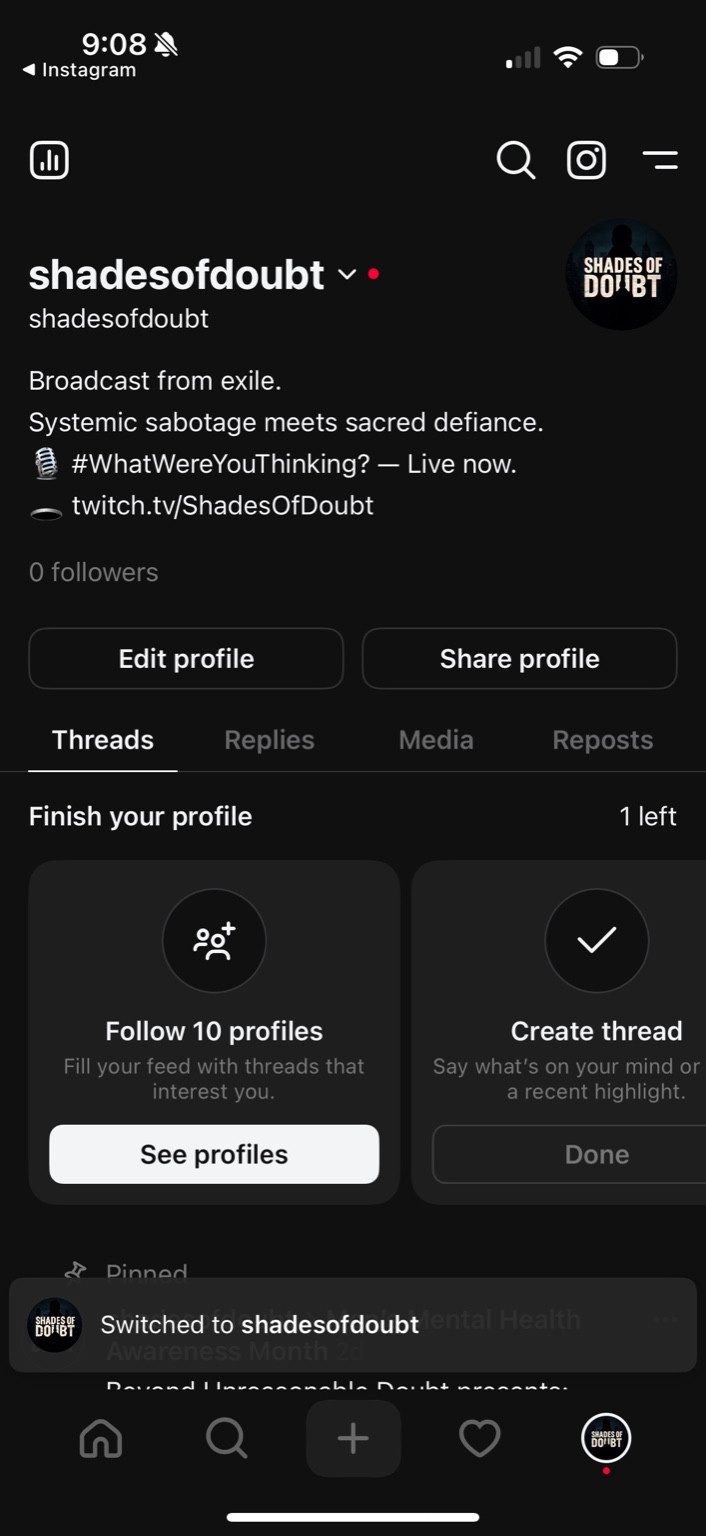 9:08
Instagram
shadesofdoubt
shadesofdoubt
SHADES OF
DOUBT
Broadcast from exile.
Systemic sabotage meets sacred defiance.
🎙️ #WhatWereYouThinking? — Live now.
🕳️ twitch.tv/ShadesOfDoubt
0 followers
Edit profile
Share profile
Threads
Replies
Media
Reposts
Finish your profile
1 left
Follow 10 profiles
Fill your feed with threads that
interest you.
See profiles
Create thread
Say what's on your mind or
a recent highlight.
Done
Pinned
Mental Health
Awareness Month 2d
SHADES OF
DOUBT
Switched to shadesofdoubt
Beyond Unreasonable Doubt presents:
SHADES OF
DOUBT